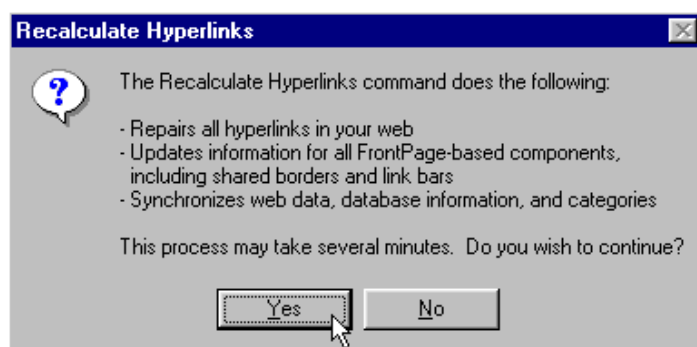 Recalculate Hyperlinks
?
The Recalculate Hyperlinks command does the following:
- Repairs all hyperlinks in your web
- Updates information for all FrontPage-based components,
including shared borders and link bars
- Synchronizes web data, database information, and categories
This process may take several minutes.  Do you wish to continue?
Yes
No